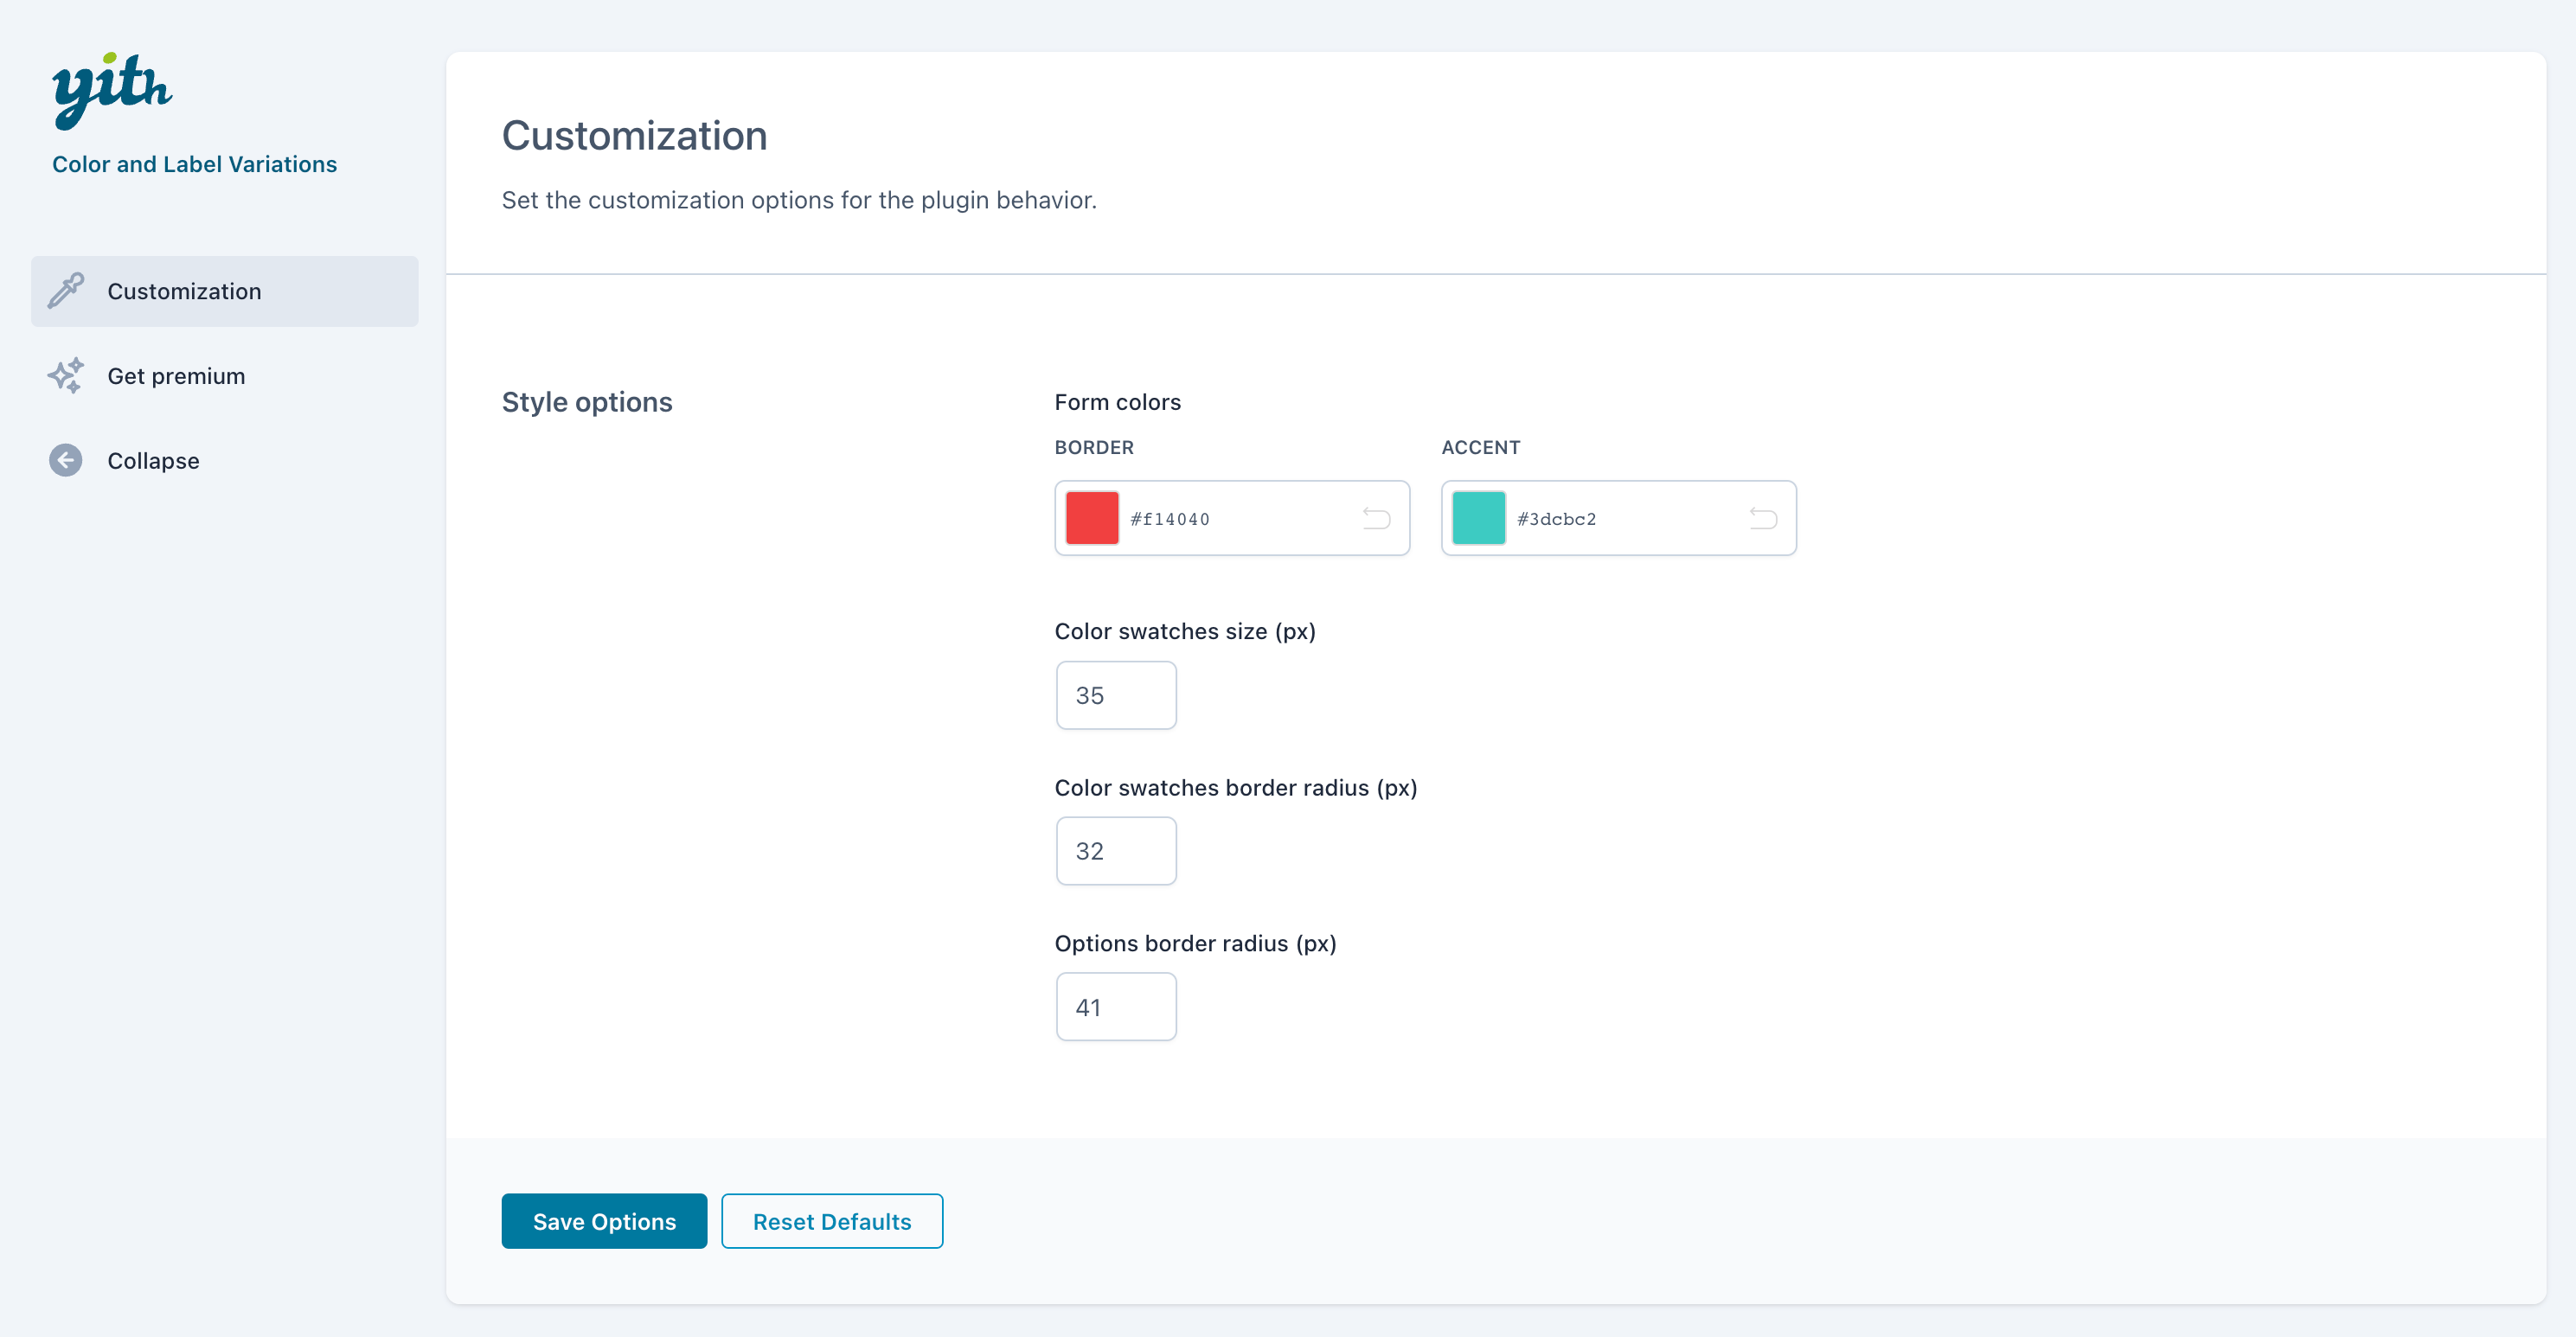 yith
Color and Label Variations
Customization
Get premium
Collapse
Customization
Set the customization options for the plugin behavior.
Style options
Form colors
BORDER
ACCENT
#f14040
#3dcbc2
Color swatches size (px)
35
Color swatches border radius (px)
32
Options border radius (px)
41
Save Options
Reset Defaults